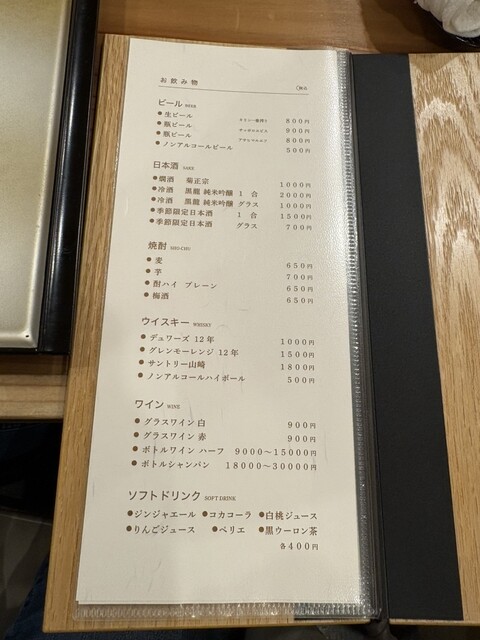 お飲み物
ビール BEER
●生ビール キリン一番搾り 800円
●瓶ビール サッポロヱビス 900円
●瓶ビール 800円
●ノンアルコールビール 500円
日本酒 SAKE
●燗酒 菊正宗 1000円
●冷酒 黒龍 純米吟醸 1 合 2000円
●冷酒 黒龍 純米吟醸 グラス 1000円
●季節限定日本酒 1 合 1500円
●季節限定日本酒 グラス 700円
焼酎 SHO-CHU
●麦 650円
●芋 700円
●酎ハイ プレーン 650円
●梅酒 650円
ウイスキー WHISKY
●デュワーズ 12年 1000円
●グレンモーレンジ 12年 1500円
●サントリー山崎 1800円
●ノンアルコールハイボール 500円
ワイン WINE
●グラスワイン 白 900円
●グラスワイン 赤 900円
●ボトルワイン ハーフ 9000～15000円
●ボトルシャンパン 18000～30000円
ソフトドリンク SOFT DRINK
●ジンジャエール ●コカコーラ ●白桃ジュース
●りんごジュース ●ペリエ ●黒ウーロン茶
各400円